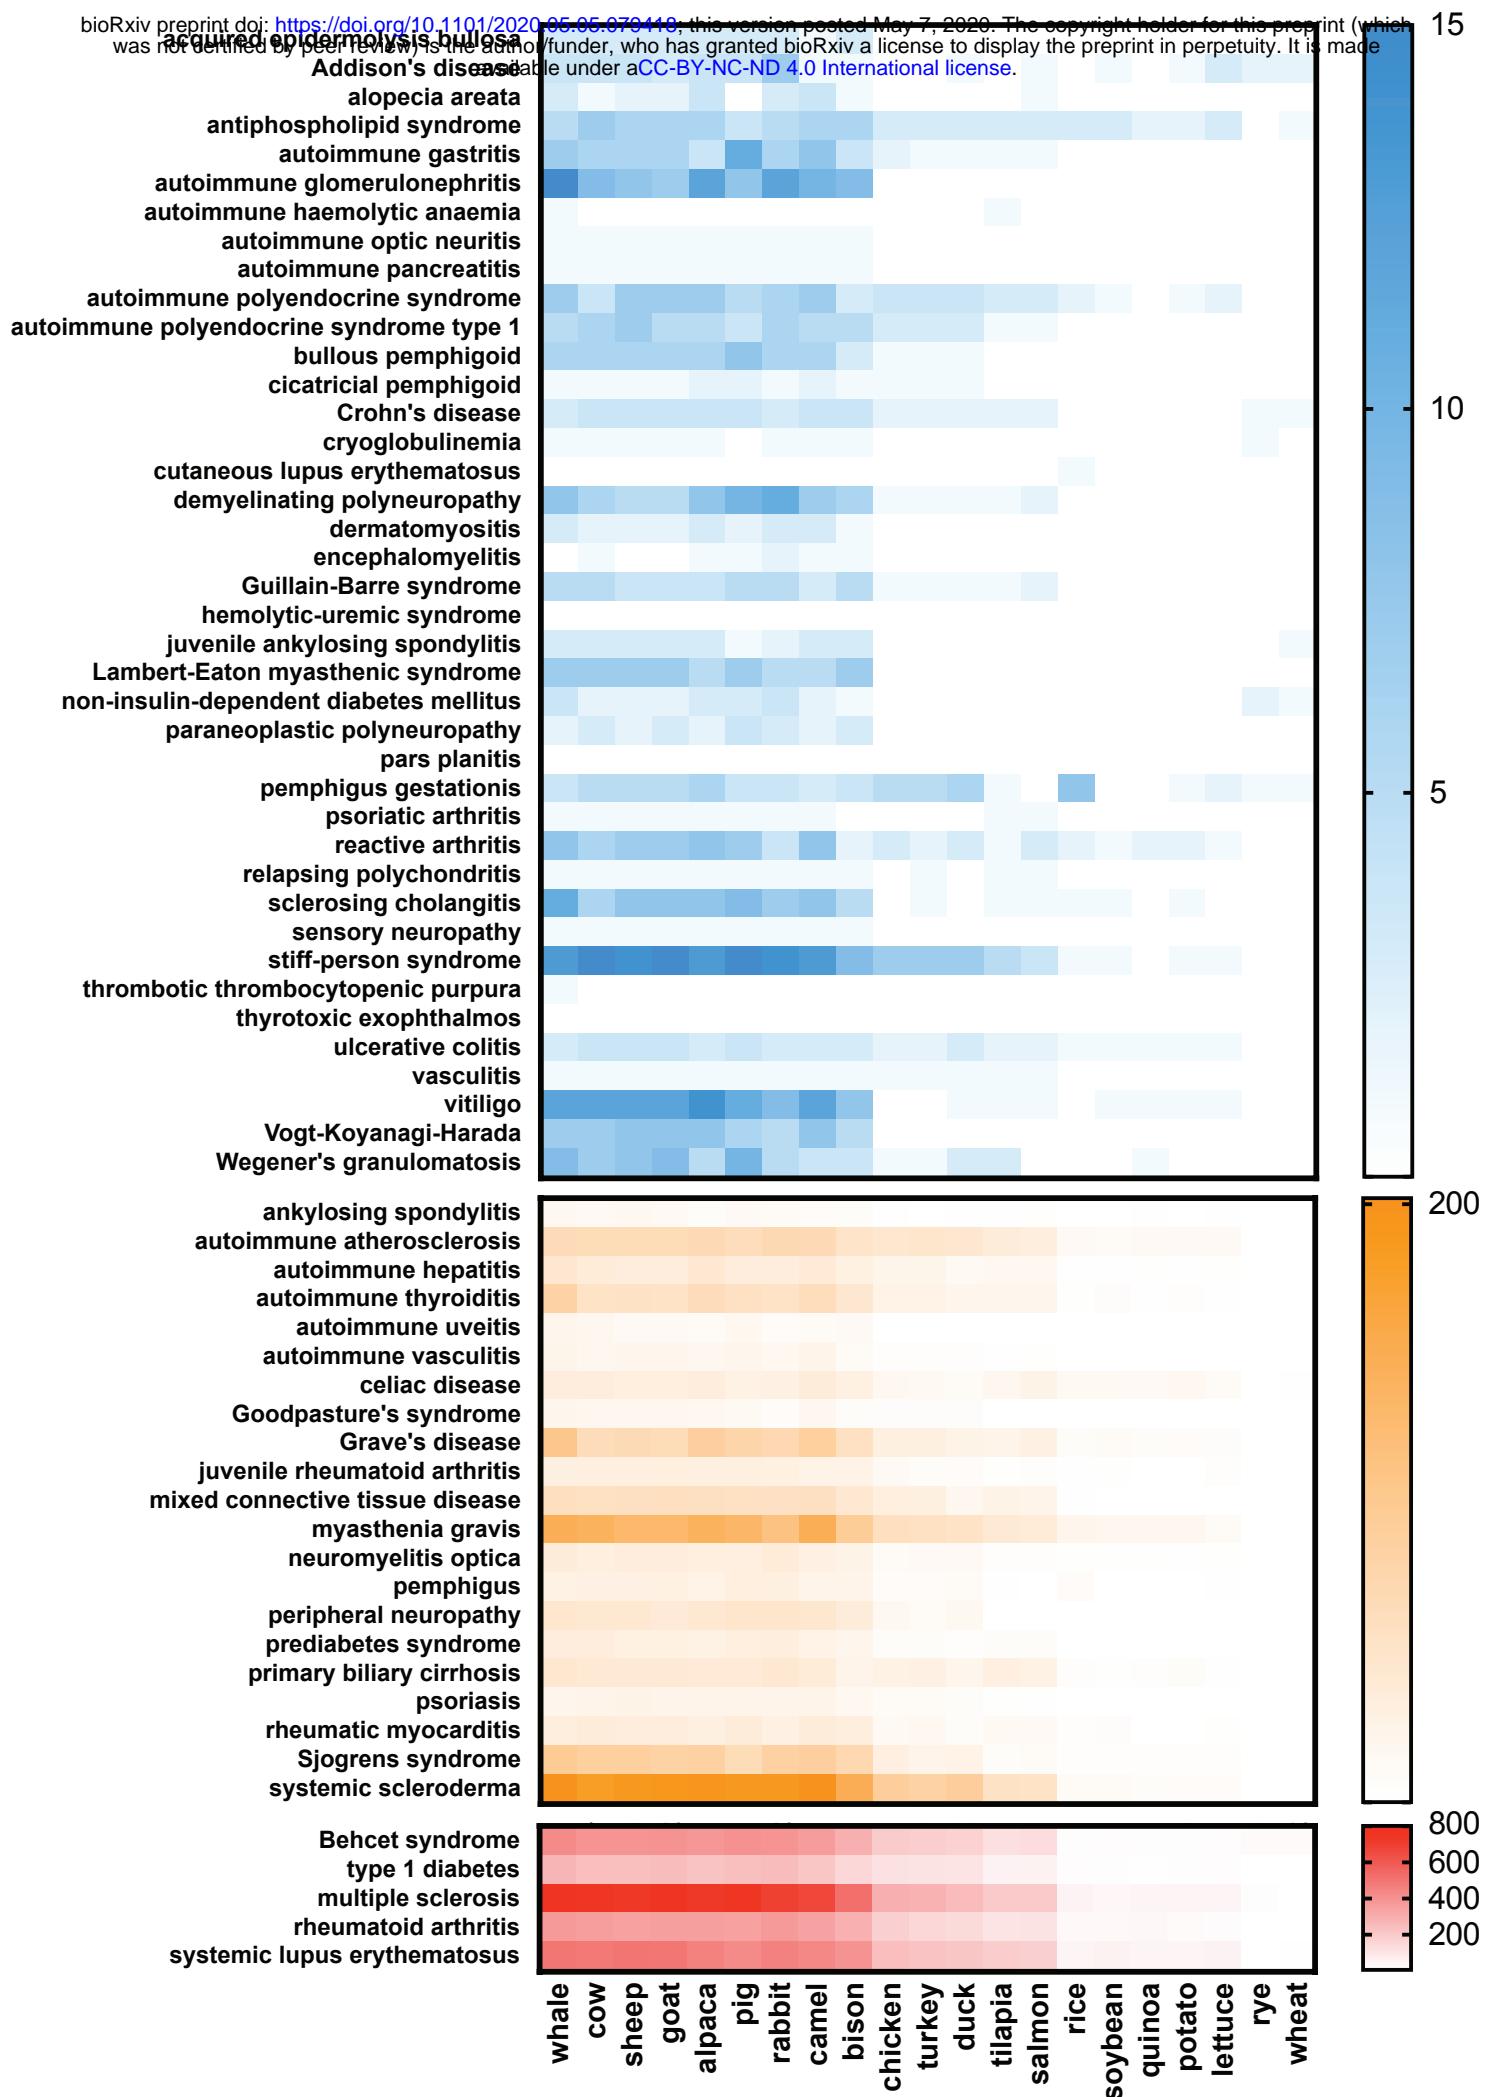 bioRxiv preprint doi: https://doi.org/10.1101/2020.05.05.079418; this version posted May 7, 2020. The copyright holder for this preprint (which
was not certified by peer review) is the author/funder, who has granted bioRxiv a license to display the preprint in perpetuity. It is made
available under aCC-BY-NC-ND 4.0 International license.
acquired epidermolysis bullosa
Addison's disease
alopecia areata
antiphospholipid syndrome
autoimmune gastritis
autoimmune glomerulonephritis
autoimmune haemolytic anaemia
autoimmune optic neuritis
autoimmune pancreatitis
autoimmune polyendocrine syndrome
autoimmune polyendocrine syndrome type 1
bullous pemphigoid
cicatricial pemphigoid
Crohn's disease
cryoglobulinemia
cutaneous lupus erythematosus
demyelinating polyneuropathy
dermatomyositis
encephalomyelitis
Guillain-Barre syndrome
hemolytic-uremic syndrome
juvenile ankylosing spondylitis
Lambert-Eaton myasthenic syndrome
non-insulin-dependent diabetes mellitus
paraneoplastic polyneuropathy
pars planitis
pemphigus gestationis
psoriatic arthritis
reactive arthritis
relapsing polychondritis
sclerosing cholangitis
sensory neuropathy
stiff-person syndrome
thrombotic thrombocytopenic purpura
thyrotoxic exophthalmos
ulcerative colitis
vasculitis
vitiligo
Vogt-Koyanagi-Harada
Wegener's granulomatosis
15
10
5
ankylosing spondylitis
autoimmune atherosclerosis
autoimmune hepatitis
autoimmune thyroiditis
autoimmune uveitis
autoimmune vasculitis
celiac disease
Goodpasture's syndrome
Grave's disease
juvenile rheumatoid arthritis
mixed connective tissue disease
myasthenia gravis
neuromyelitis optica
pemphigus
peripheral neuropathy
prediabetes syndrome
primary biliary cirrhosis
psoriasis
rheumatic myocarditis
Sjogrens syndrome
systemic scleroderma
200
Behcet syndrome
type 1 diabetes
multiple sclerosis
rheumatoid arthritis
systemic lupus erythematosus
800
600
400
200
whale
cow
sheep
goat
alpaca
pig
rabbit
camel
bison
chicken
turkey
duck
tilapia
salmon
rice
soybean
quinoa
potato
lettuce
rye
wheat